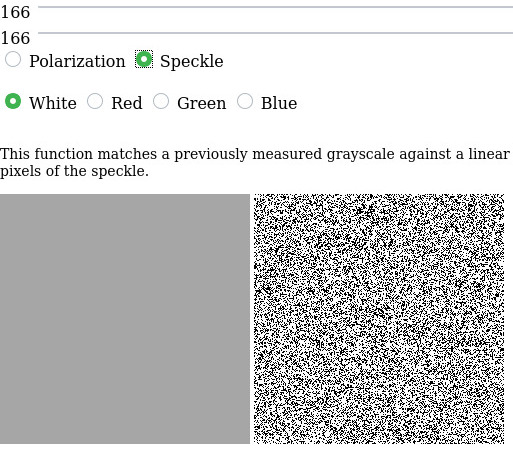 166
166
Polarization Speckle
White Red Green Blue
This function matches a previously measured grayscale against a linear
pixels of the speckle.